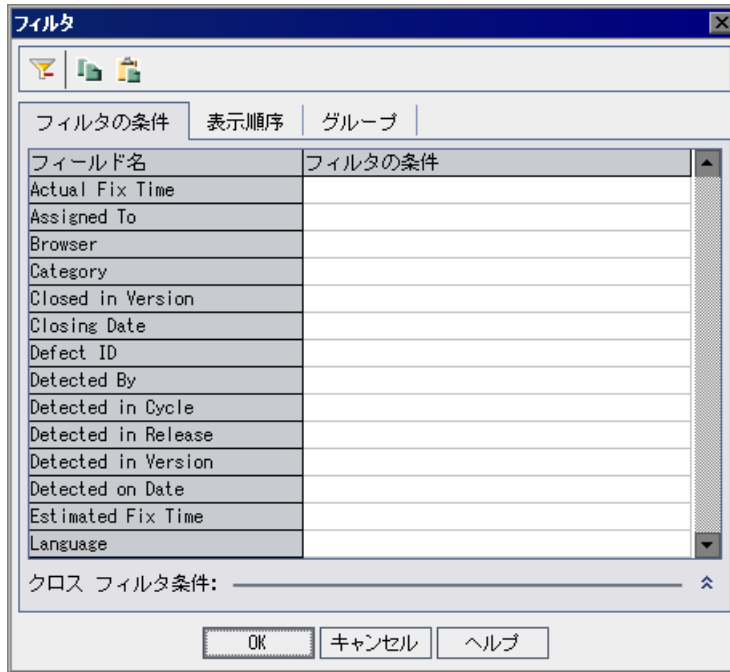 フィルタ
フィルタの条件 表示順序 グループ
フィールド名 フィルタの条件
Actual Fix Time
Assigned To
Browser
Category
Closed in Version
Closing Date
Defect ID
Detected By
Detected in Cycle
Detected in Release
Detected in Version
Detected on Date
Estimated Fix Time
Language
クロス フィルタ条件:
OK キャンセル ヘルプ